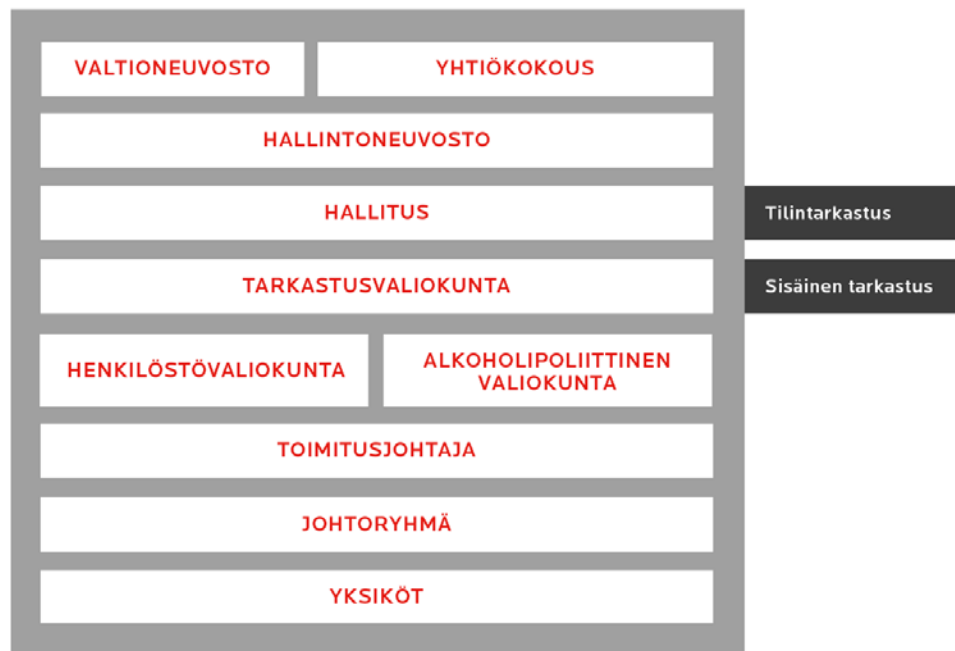 VALTIONEUVOSTO
YHTIÖKOKOUS
HALLINTONEUVOSTO
HALLITUS
Tilintarkastus
TARKASTUSVALIOKUNTA
Sisäinen tarkastus
HENKILÖSTÖVALIOKUNTA
ALKOHOLIPOLIITTINEN
VALIOKUNTA
TOIMITUSJOHTAJA
JOHTORYHMÄ
YKSIKÖT